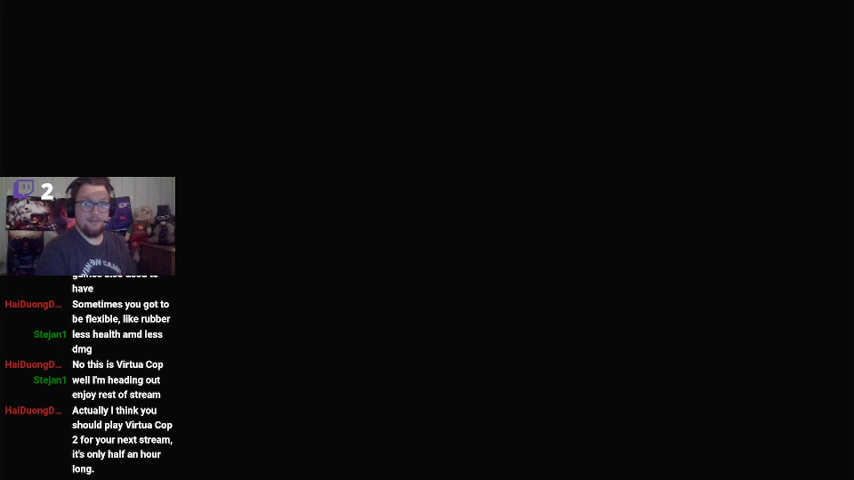 2
have
HaiDuongD... Sometimes you got to
be flexible, like rubber
Stejan1 less health amd less
dmg
HaiDuongD... No this is Virtua Cop
Stejan1 well I'm heading out
enjoy rest of stream
HaiDuongD... Actually I think you
should play Virtua Cop
2 for your next stream,
it's only half an hour
long.